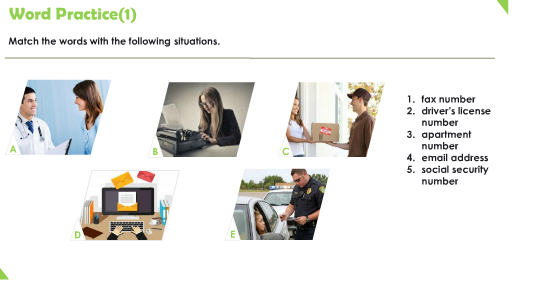 Word Practice(1)
Match the words with the following situations.
A
B
C
D
E
1. fax number
2. driver's license
number
3. apartment
number
4. email address
5. social security
number